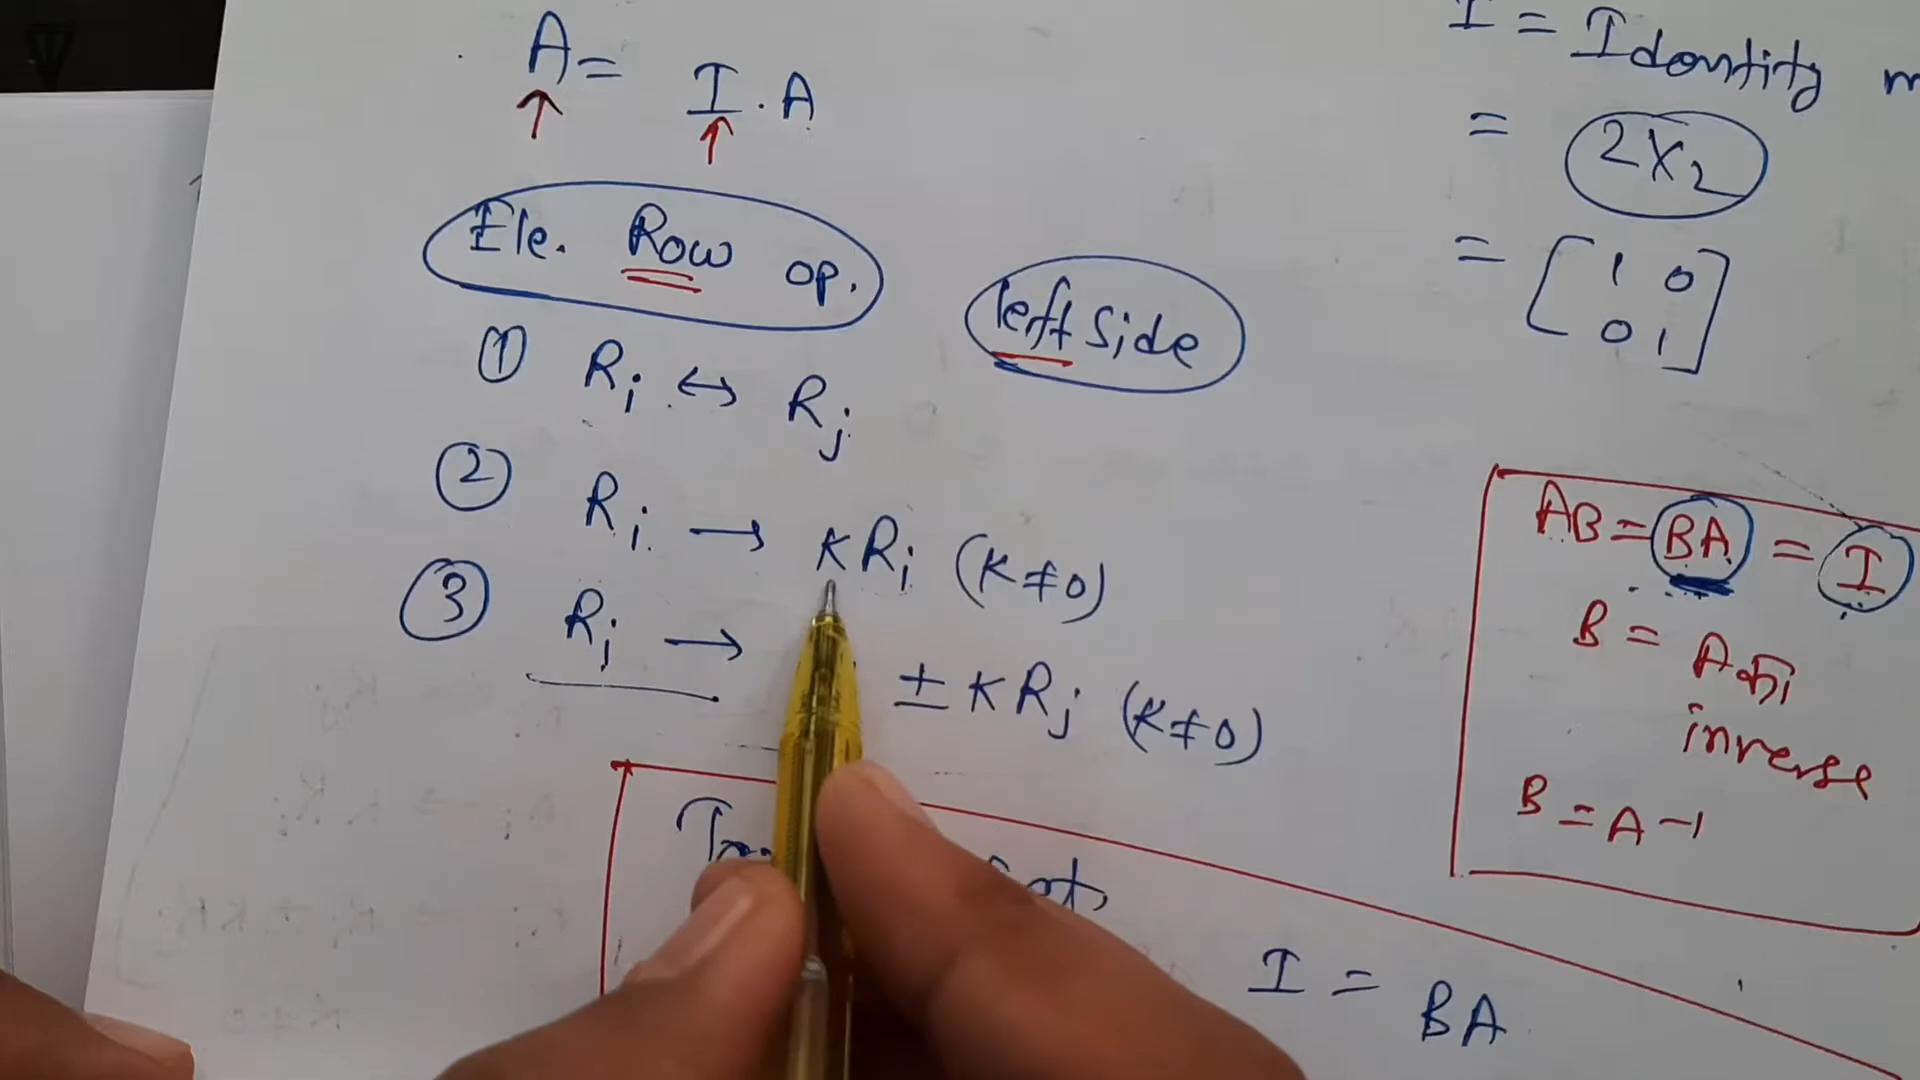 A = I . A
Ele. Row op.
left Side
① Ri ↔ Rj
② Ri → KRi (K≠0)
③ Ri → ± KRj (K≠0)
I = BA
I = Identity
= 2X2
= [1 0
0 1]
AB = BA = I
B = A की
inverse
B = A-1